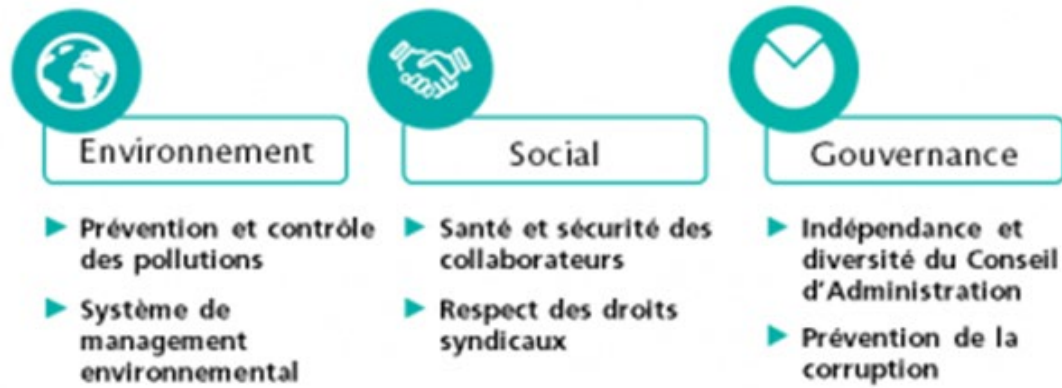 Environnement
Prévention et contrôle
des pollutions
Système de
management
environnemental
Social
Santé et sécurité des
collaborateurs
Respect des droits
syndicaux
Gouvernance
Indépendance et
diversité du Conseil
d'Administration
Prévention de la
corruption